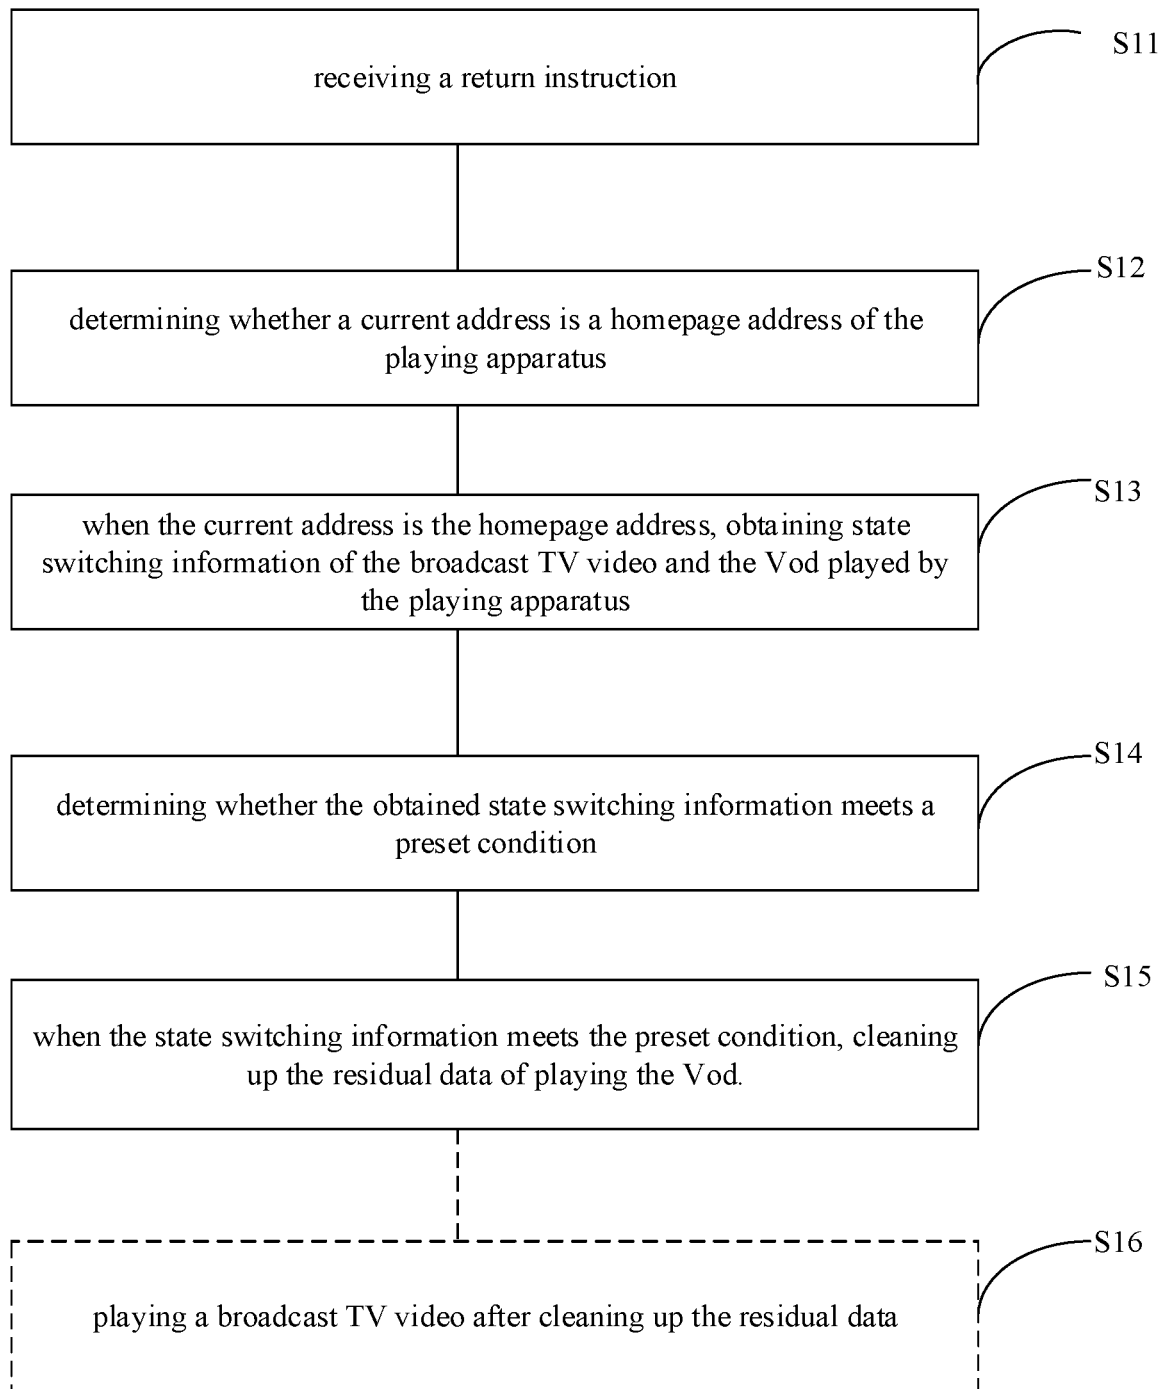 receiving a return instruction
S11
determining whether a current address is a homepage address of the
playing apparatus
S12
when the current address is the homepage address, obtaining state
switching information of the broadcast TV video and the Vod played by
the playing apparatus
S13
determining whether the obtained state switching information meets a
preset condition
S14
when the state switching information meets the preset condition, cleaning
up the residual data of playing the Vod.
S15
playing a broadcast TV video after cleaning up the residual data
S16